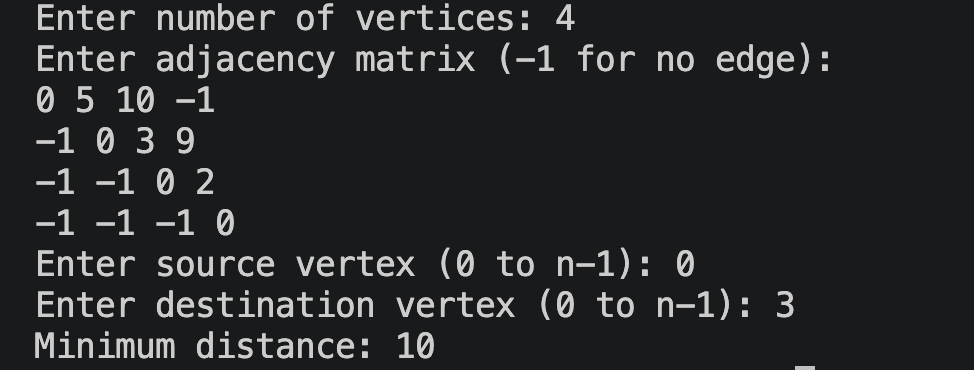 Enter number of vertices: 4
Enter adjacency matrix (-1 for no edge):
0 5 10 -1
-1 0 3 9
-1 -1 0 2
-1 -1 -1 0
Enter source vertex (0 to n-1): 0
Enter destination vertex (0 to n-1): 3
Minimum distance: 10